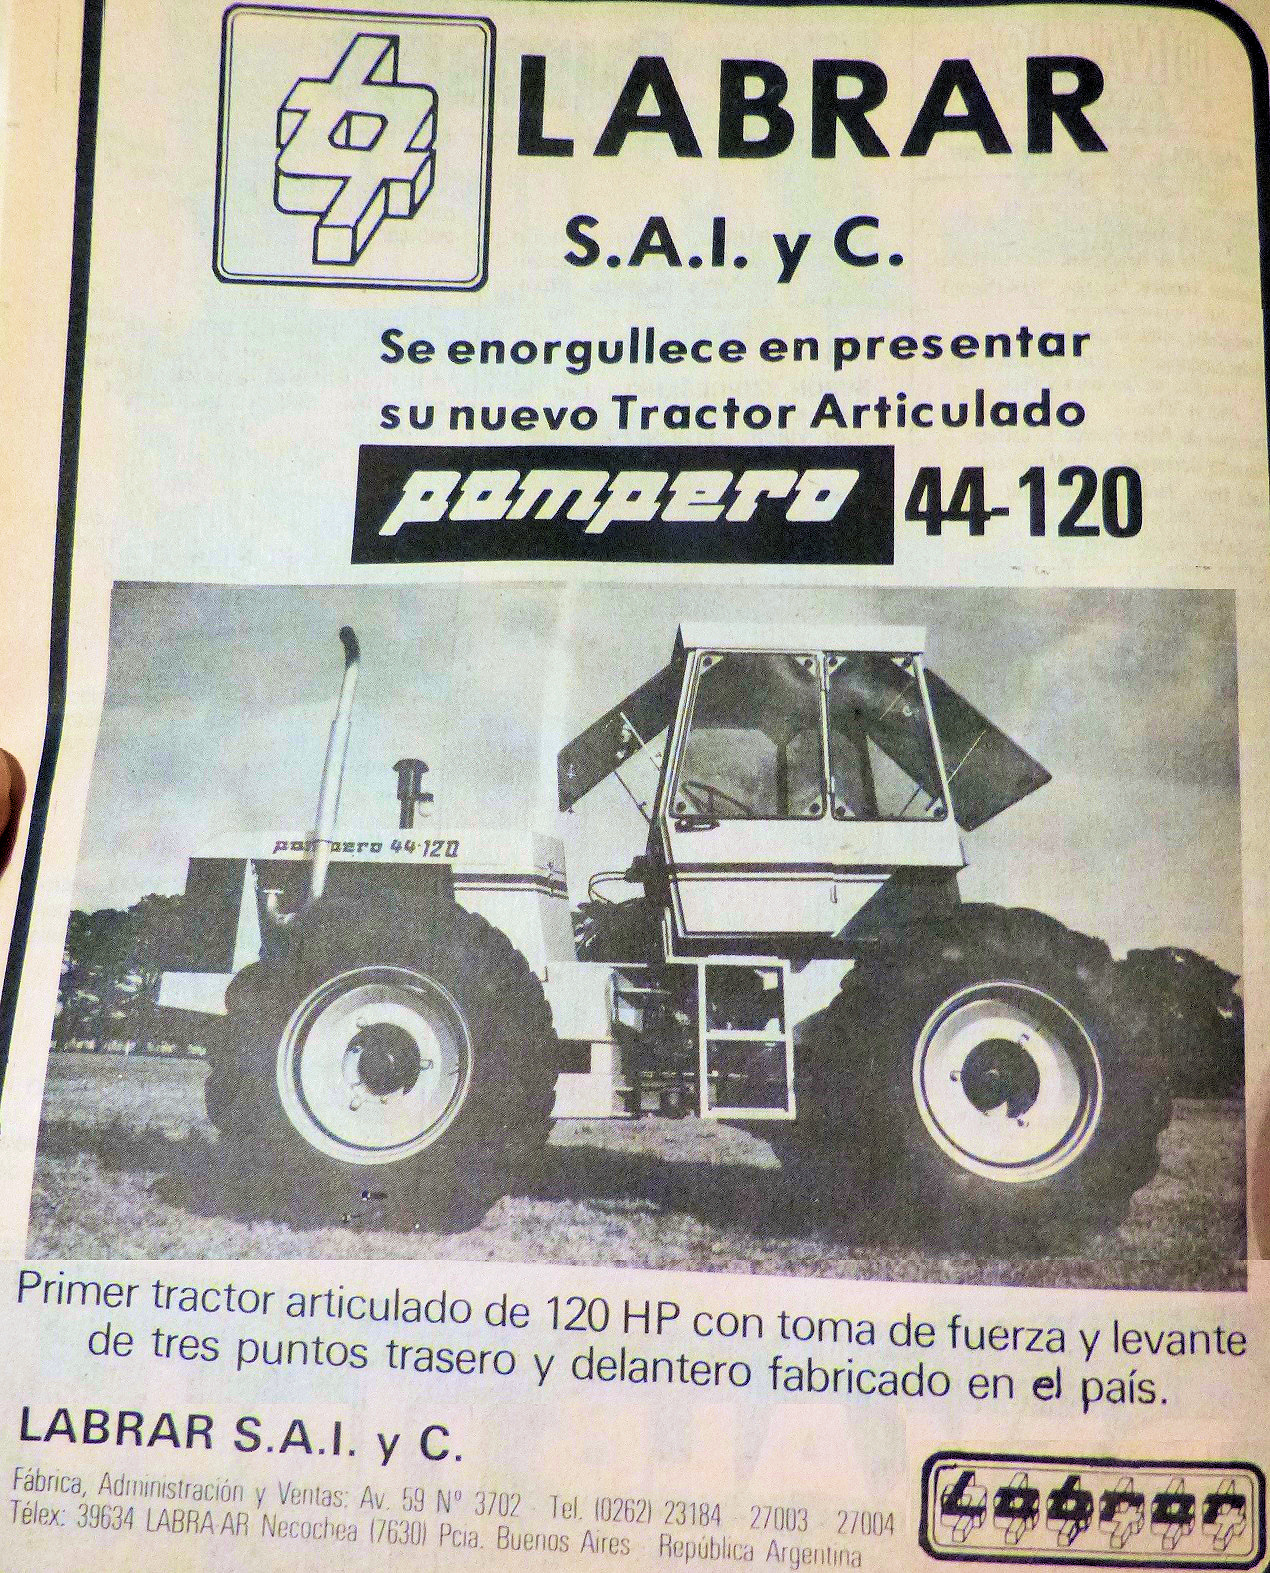 LABRAR
S.A.I. y C.
Se enorgullece en presentar
su nuevo Tractor Articulado
pompero 44-120
pompero 44-120
Primer tractor articulado de 120 HP con toma de fuerza y levante
de tres puntos trasero y delantero fabricado en el país.
LABRAR S.A.I. y C.
Fábrica, Administración y Ventas: Av. 59 Nº 3702 - Tel. (0262) 23184 - 27003 - 27004
Télex: 39634 LABRA-AR Necochea (7630) Pcia. Buenos Aires - República Argentina
labrar